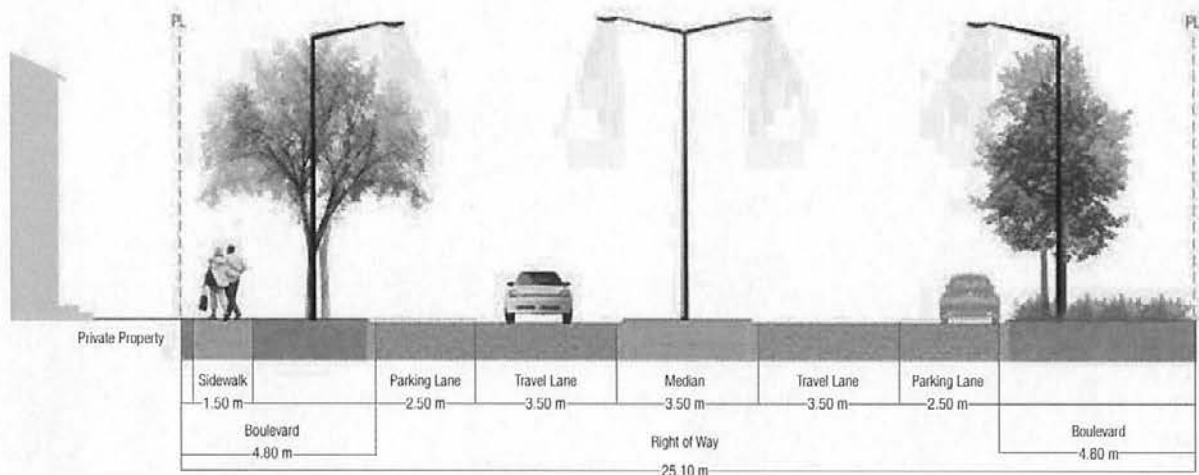 PL
PL
Private Property
Sidewalk
1.50 m
Parking Lane
2.50 m
Travel Lane
3.50 m
Median
3.50 m
Travel Lane
3.50 m
Parking Lane
2.50 m
Boulevard
4.80 m
Right of Way
25.10 m
Boulevard
4.80 m